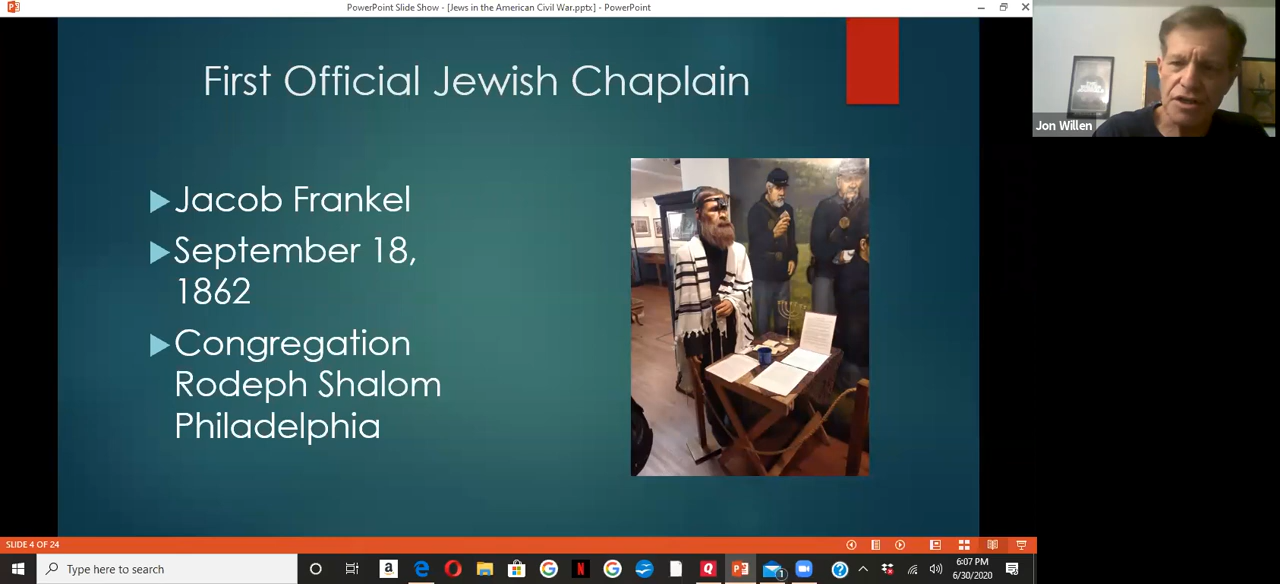 PowerPoint Slide Show - [Jews in the American Civil War.pptx] - PowerPoint
First Official Jewish Chaplain
Jacob Frankel
September 18,
1862
Congregation
Rodeph Shalom
Philadelphia
Jon Willen
SLIDE 4 OF 24
Type here to search
6:07 PM
6/30/2020